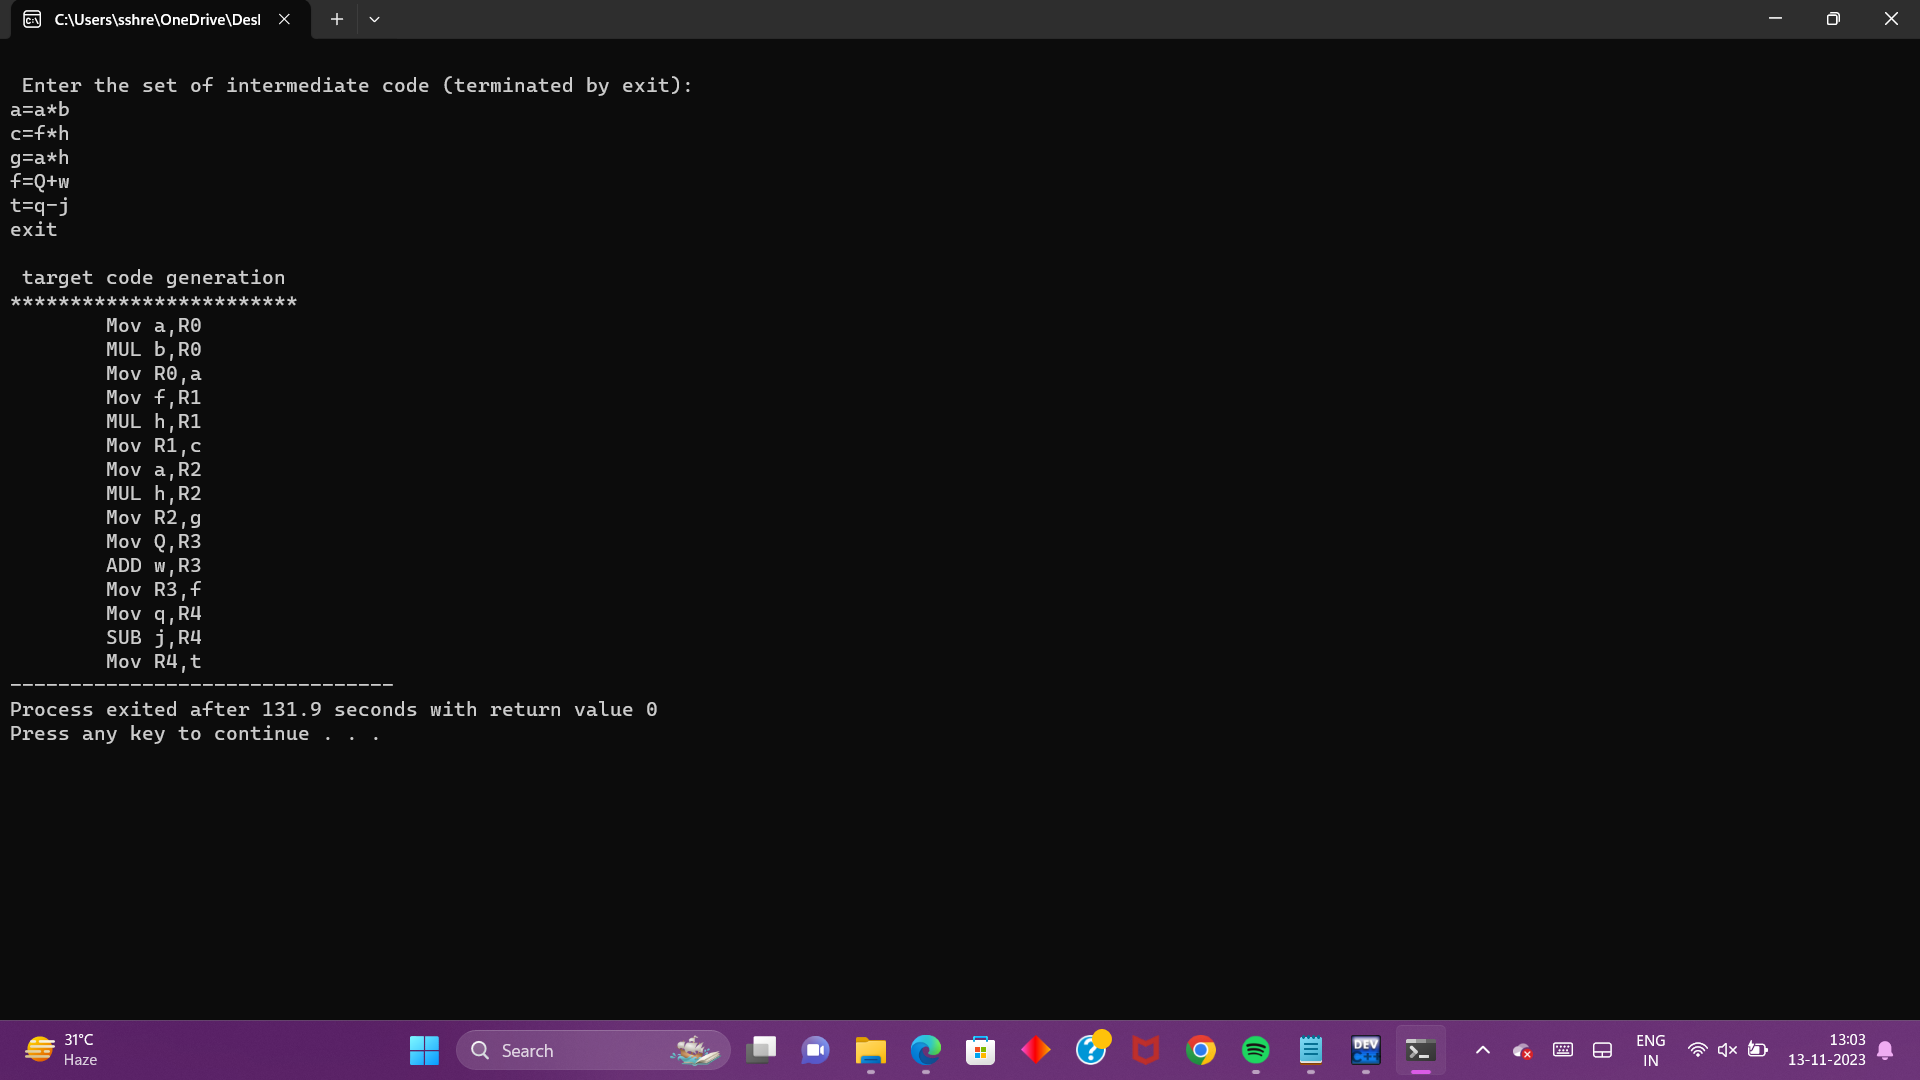 C:\Users\sshre\OneDrive\Desl
Enter the set of intermediate code (terminated by exit):
a=a*b
c=f*h
g=a*h
f=Q+w
t=q-j
exit
target code generation
************************
Mov a,R0
MUL b,R0
Mov R0,a
Mov f,R1
MUL h,R1
Mov R1,c
Mov a,R2
MUL h,R2
Mov R2,g
Mov Q,R3
ADD w,R3
Mov R3,f
Mov q,R4
SUB j,R4
Mov R4,t
--------------------------------
Process exited after 131.9 seconds with return value 0
Press any key to continue . . .
31°C
Haze
Search
DEV
ENG
IN
13:03
13-11-2023